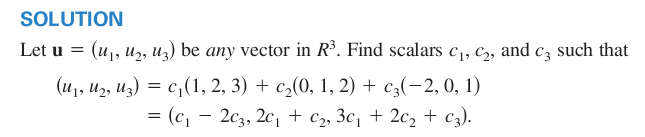 SOLUTION
Let u = (u₁, u₂, u₃) be any vector in R³. Find scalars c₁, c₂, and c₃ such that
(u₁, u₂, u₃) = c₁(1, 2, 3) + c₂(0, 1, 2) + c₃(−2, 0, 1)
= (c₁ − 2c₃, 2c₁ + c₂, 3c₁ + 2c₂ + c₃).